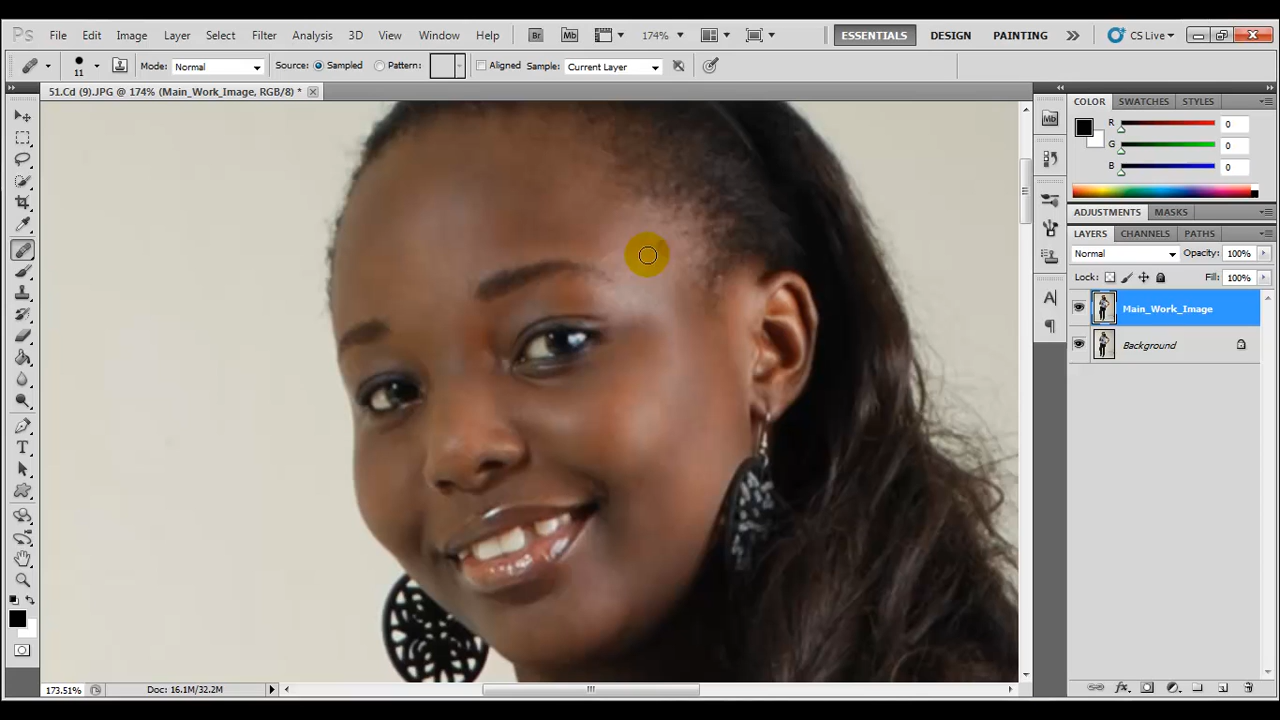 Ps File Edit Image Layer Select Filter Analysis 3D View Window Help Br Mb 174% ESSENTIALS DESIGN PAINTING CS Live
11 Mode: Normal Source: Sampled Pattern: Aligned Sample: Current Layer
51.Cd (9).JPG @ 174% (Main_Work_Image, RGB/8) *
COLOR SWATCHES STYLES
Mb
R 0
G 0
B 0
ADJUSTMENTS MASKS
LAYERS CHANNELS PATHS
Normal Opacity: 100%
Lock: Fill: 100%
Main_Work_Image
Background
173.51% Doc: 16.1M/32.2M